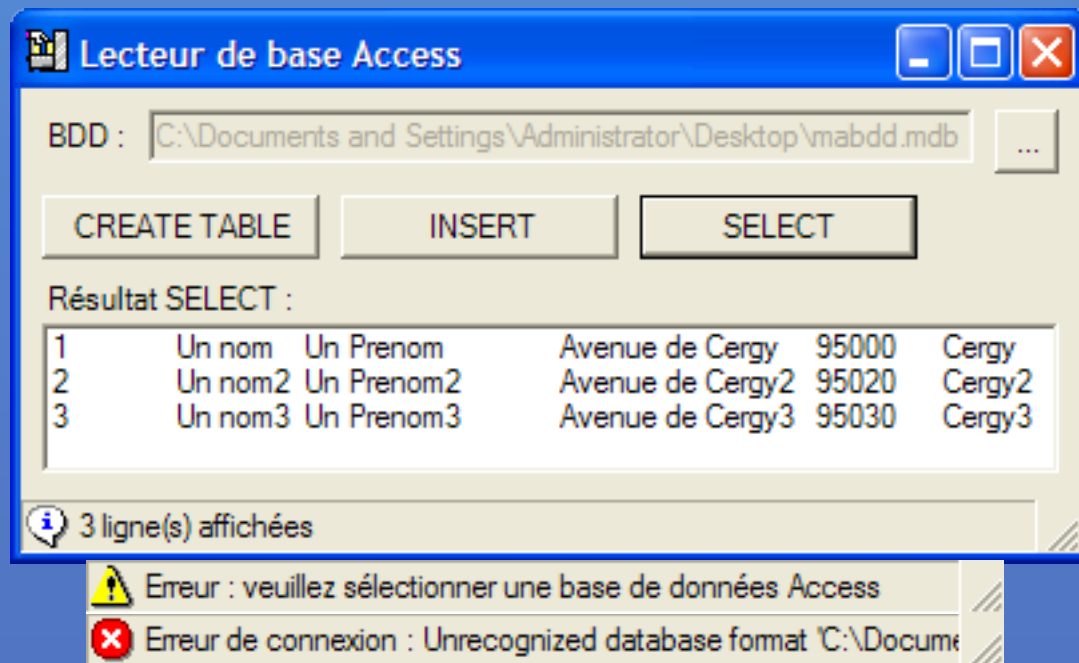 Lecteur de base Access
BDD : C:\Documents and Settings\Administrator\Desktop\mabdd.mdb ...
CREATE TABLE INSERT SELECT
Résultat SELECT :
1 Un nom Un Prenom Avenue de Cergy 95000 Cergy
2 Un nom2 Un Prenom2 Avenue de Cergy2 95020 Cergy2
3 Un nom3 Un Prenom3 Avenue de Cergy3 95030 Cergy3
3 ligne(s) affichées
Erreur : veuillez sélectionner une base de données Access
Erreur de connexion : Unrecognized database format 'C:\Docume